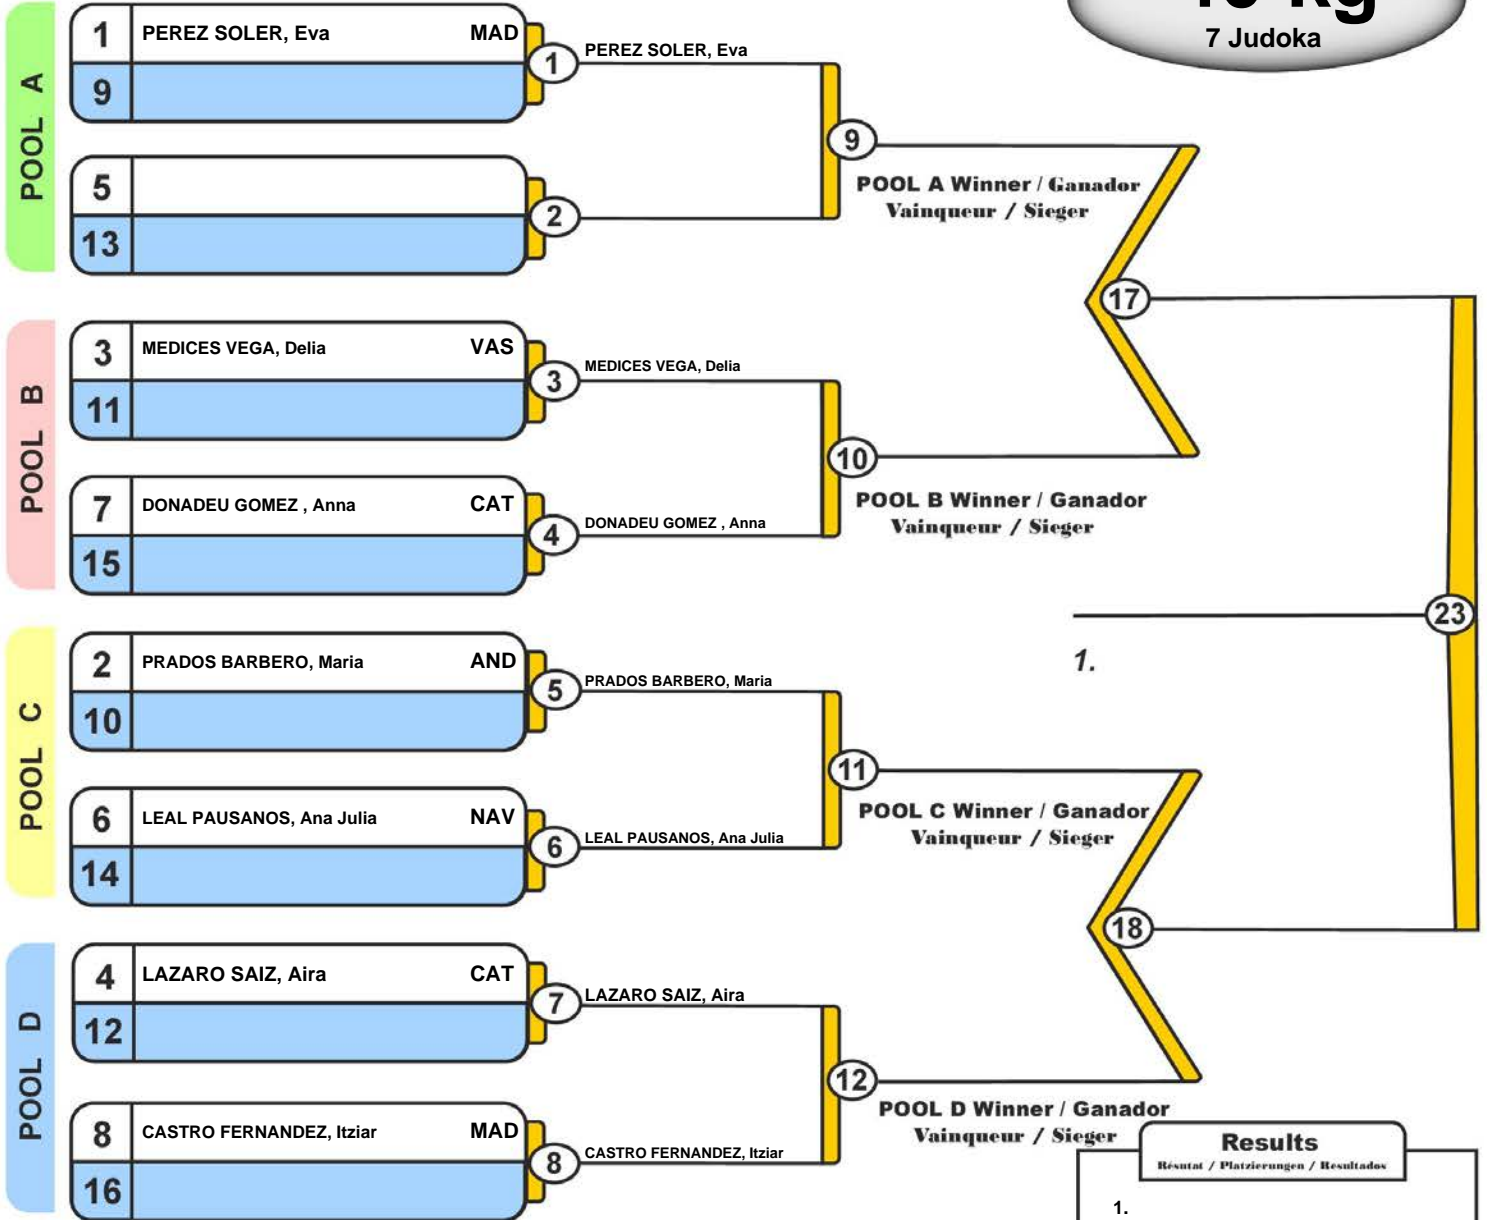 7 Judoka
POOL A
1 PEREZ SOLER, Eva MAD
9
1 PEREZ SOLER, Eva
5
13
2
9
POOL A Winner / Ganador
Vainqueur / Sieger
17
POOL B
3 MEDICES VEGA, Delia VAS
11
3 MEDICES VEGA, Delia
7 DONADEU GOMEZ , Anna CAT
15
4 DONADEU GOMEZ , Anna
10
POOL B Winner / Ganador
Vainqueur / Sieger
23
1.
POOL C
2 PRADOS BARBERO, Maria AND
10
5 PRADOS BARBERO, Maria
6 LEAL PAUSANOS, Ana Julia NAV
14
6 LEAL PAUSANOS, Ana Julia
11
POOL C Winner / Ganador
Vainqueur / Sieger
18
POOL D
4 LAZARO SAIZ, Aira CAT
12
7 LAZARO SAIZ, Aira
8 CASTRO FERNANDEZ, Itziar MAD
16
8 CASTRO FERNANDEZ, Itziar
12
POOL D Winner / Ganador
Vainqueur / Sieger
Results
Résutat / Platzierungen / Resultados
1.